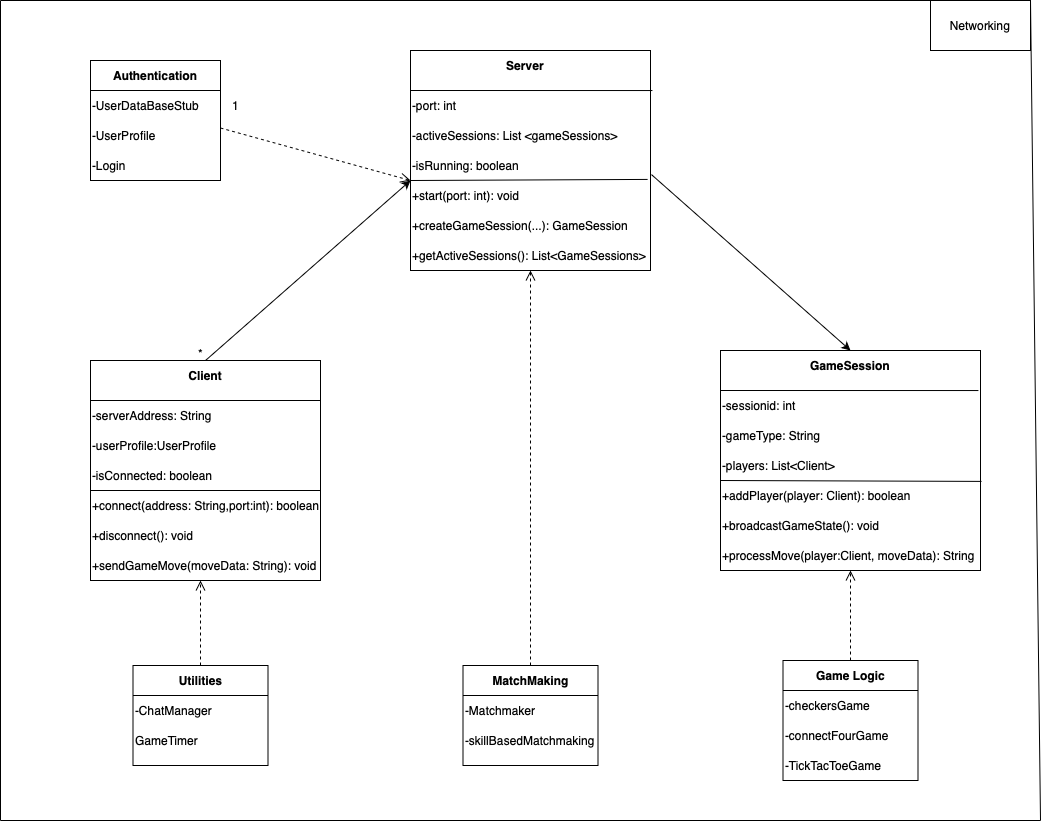 Networking
Authentication
-UserDataBaseStub
-UserProfile
-Login
1
Server
-port: int
-activeSessions: List <gameSessions>
-isRunning: boolean
+start(port: int): void
+createGameSession(...): GameSession
+getActiveSessions(): List<GameSessions>
*
Client
-serverAddress: String
-userProfile:UserProfile
-isConnected: boolean
+connect(address: String,port:int): boolean
+disconnect(): void
+sendGameMove(moveData: String): void
GameSession
-sessionid: int
-gameType: String
-players: List<Client>
+addPlayer(player: Client): boolean
+broadcastGameState(): void
+processMove(player:Client, moveData): String
Utilities
-ChatManager
GameTimer
MatchMaking
-Matchmaker
-skillBasedMatchmaking
Game Logic
-checkersGame
-connectFourGame
-TickTacToeGame